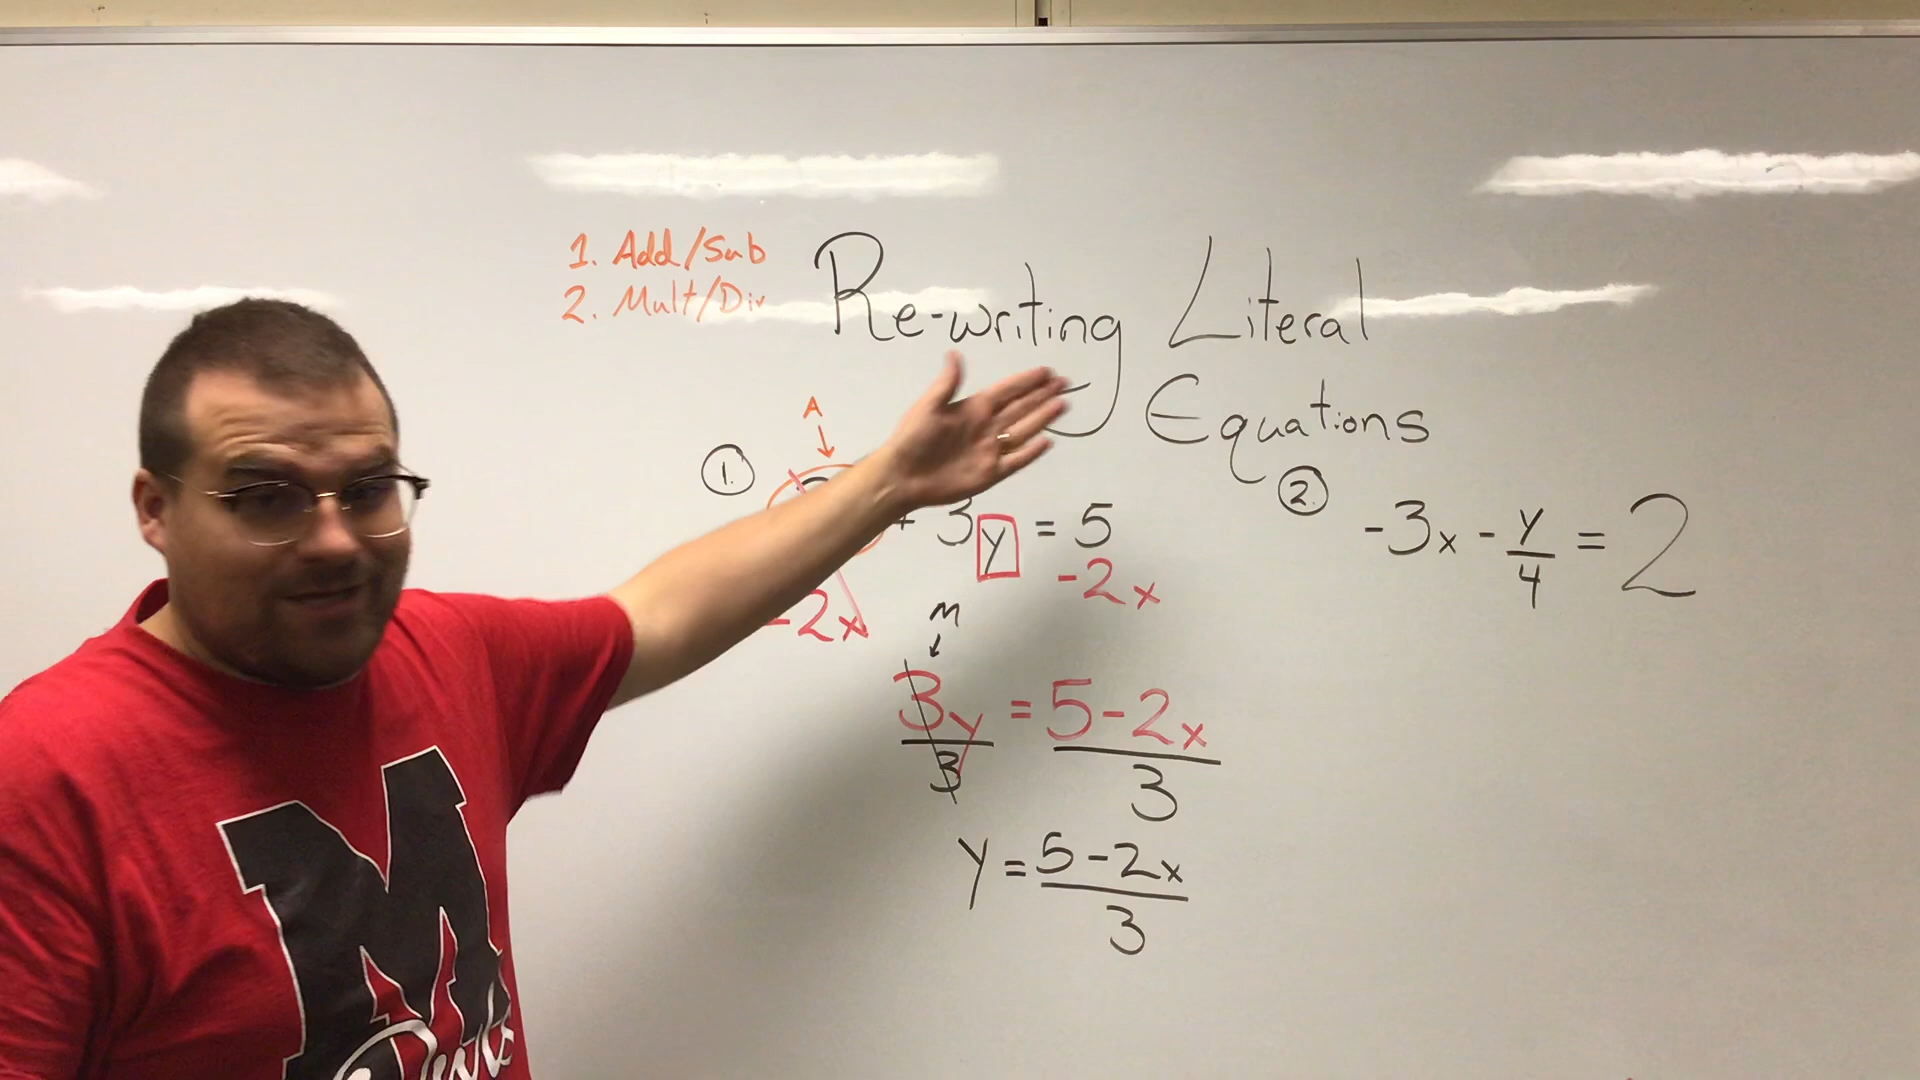 1. Add/Sub
2. Mult/Div
Re-writing Literal
Equations
A
1.
+ 3y = 5
-2x
-2x
M
3y = 5-2x
3 3
y = 5-2x
3
2.
-3x - y = 2
4
M